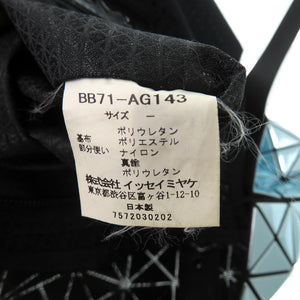 BB71-AG143
サイズ ー
ポリウレタン
基布 ポリエステル
部分使い ナイロン
真鍮
ポリウレタン
株式会社 イッセイミヤケ
東京都渋谷区富ヶ谷1-12-10
日本製
7572030202